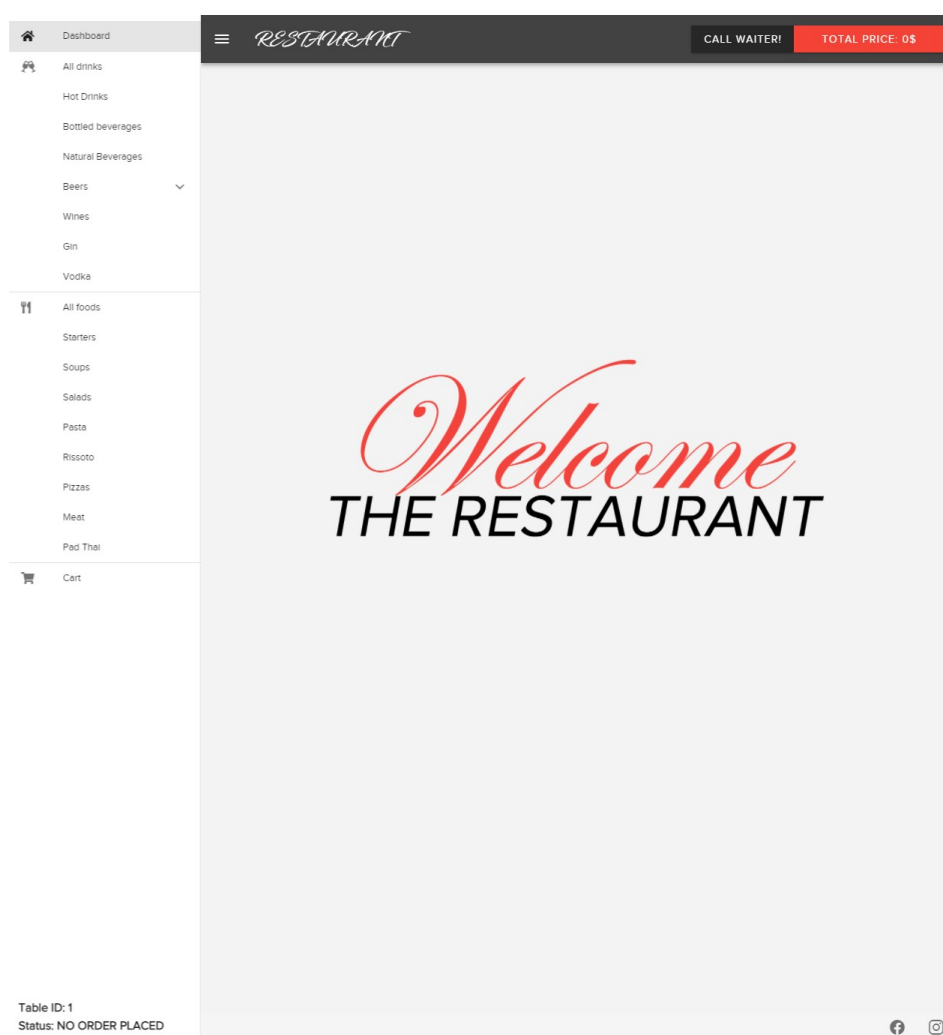 Dashboard
All drinks
Hot Drinks
Bottled beverages
Natural Beverages
Beers
Wines
Gin
Vodka
All foods
Starters
Soups
Salads
Pasta
Rissoto
Pizzas
Meat
Pad Thai
Cart
Table ID: 1
Status: NO ORDER PLACED
RESTAURANT
CALL WAITER!
TOTAL PRICE: 0$
Welcome
THE RESTAURANT